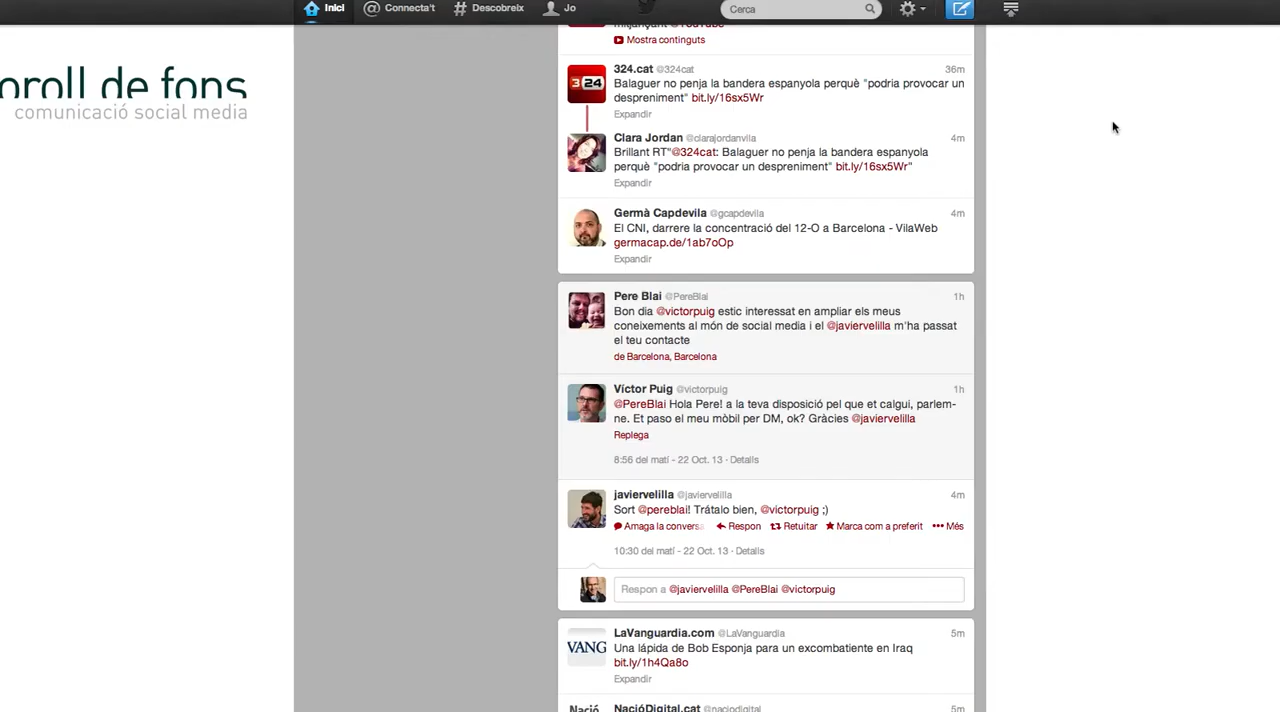 Inici
Connecta't
Descobreix
Jo
Cerca
oroll de fons
comunicació social media
mitjançant @YouTube
Mostra continguts
324.cat @324cat 36m
3 24
Balaguer no penja la bandera espanyola perquè "podria provocar un
despreniment" bit.ly/16sx5Wr
Expandir
Clara Jordan @clarajordanvila 4m
Brillant RT"@324cat: Balaguer no penja la bandera espanyola
perquè "podria provocar un despreniment" bit.ly/16sx5Wr"
Expandir
Germà Capdevila @gcapdevila 4m
El CNI, darrere la concentració del 12-O a Barcelona - VilaWeb
germacap.de/1ab7oOp
Expandir
Pere Blai @PereBlai 1h
Bon dia @victorpuig estic interessat en ampliar els meus
coneixements al món de social media i el @javiervelilla m'ha passat
el teu contacte
de Barcelona, Barcelona
Víctor Puig @victorpuig 1h
@PereBlai Hola Pere! a la teva disposició pel que et calgui, parlem-
ne. Et paso el meu mòbil per DM, ok? Gràcies @javiervelilla
Replega
8:56 del matí - 22 Oct. 13 · Detalls
javiervelilla @javiervelilla 4m
Sort @pereblai! Trátalo bien, @victorpuig ;)
Amaga la conversa Respon Retuitar Marca com a preferit Més
10:30 del matí - 22 Oct. 13 · Detalls
Respon a @javiervelilla @PereBlai @victorpuig
LaVanguardia.com @LaVanguardia 5m
VANG
Una lápida de Bob Esponja para un excombatiente en Iraq
bit.ly/1h4Qa8o
Expandir
Nació
NacióDigital.cat @naciodigital 5m